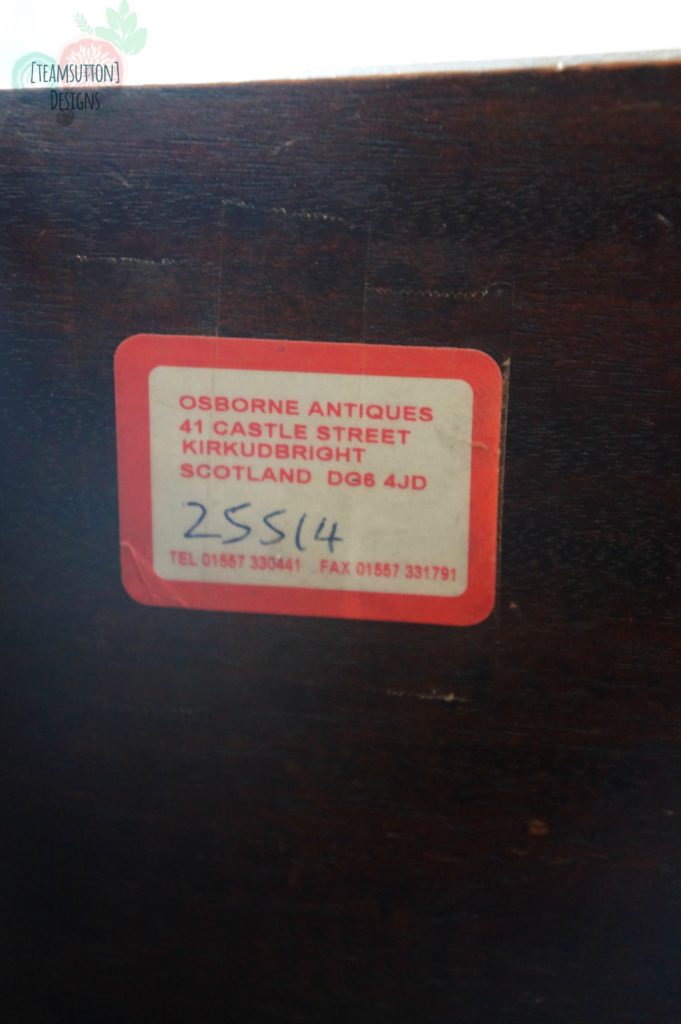 [TEAMSUTTON]
DESIGNS
OSBORNE ANTIQUES
41 CASTLE STREET
KIRKUDBRIGHT
SCOTLAND DG6 4JD
25514
TEL 01557 330441 FAX 01557 331791